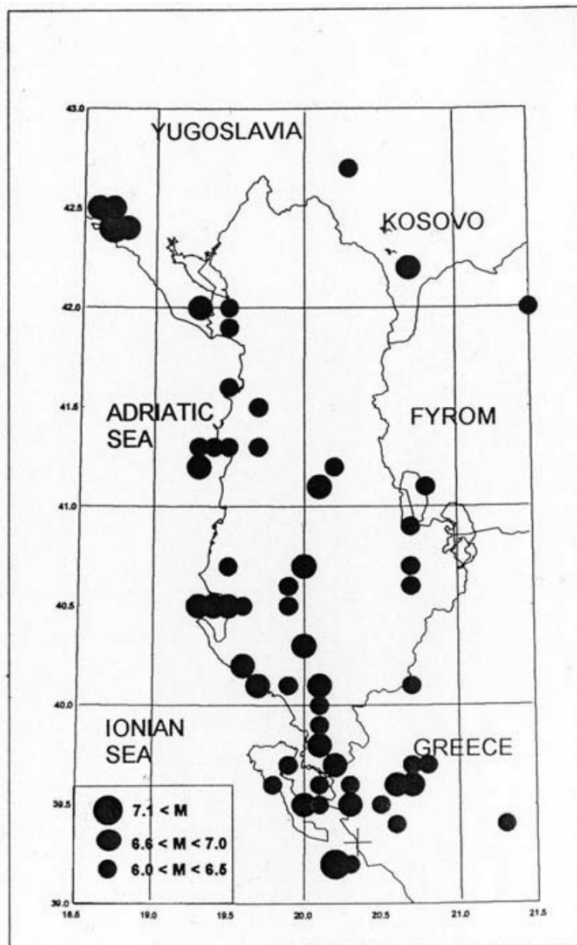 43.0
YUGOSLAVIA
42.5
KOSOVO
42.0
41.5
ADRIATIC
SEA
FYROM
41.0
40.5
40.0
IONIAN
SEA
GREECE
39.5
7.1 < M
6.6 < M < 7.0
6.0 < M < 6.5
39.0
18.5 19.0 19.5 20.0 20.5 21.0 21.5